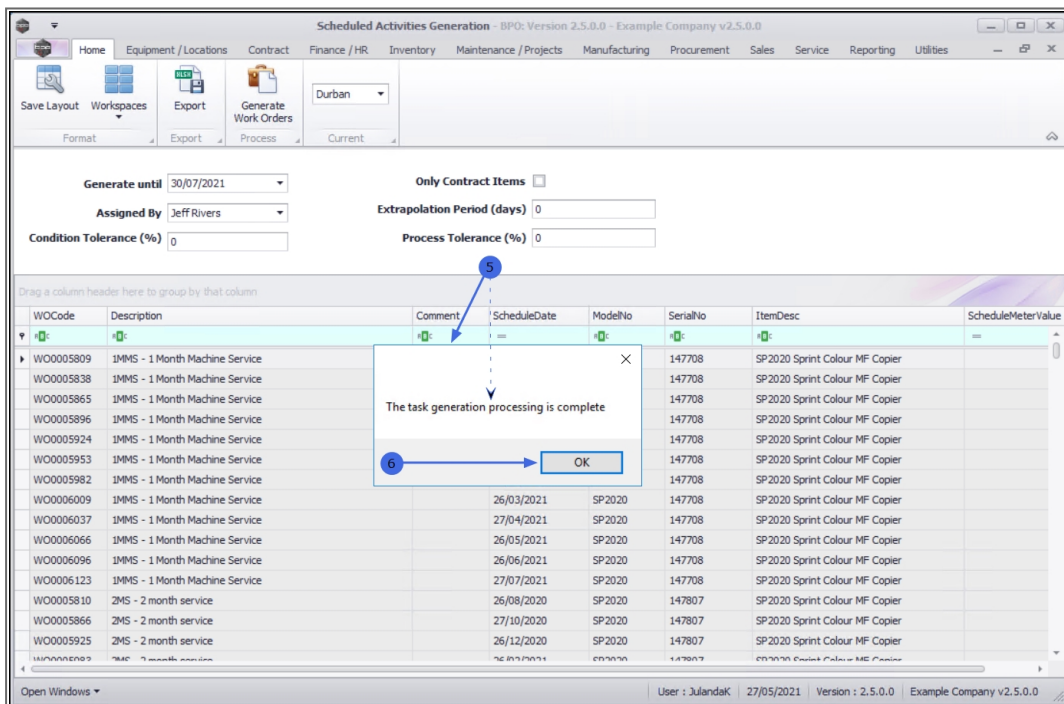 Scheduled Activities Generation - BPO: Version 2.5.0.0 - Example Company v2.5.0.0
Home Equipment / Locations Contract Finance / HR Inventory Maintenance / Projects Manufacturing Procurement Sales Service Reporting Utilities
Save Layout Workspaces Export Generate Work Orders Durban
Format Export Process Current
Generate until 30/07/2021 Only Contract Items
Assigned By Jeff Rivers Extrapolation Period (days) 0
Condition Tolerance (%) 0 Process Tolerance (%) 0
5
Drag a column header here to group by that column
WOCode Description Comment ScheduleDate ModelNo SerialNo ItemDesc ScheduleMeterValue
WO0005809 1MMS - 1 Month Machine Service 147708 SP2020 Sprint Colour MF Copier
WO0005838 1MMS - 1 Month Machine Service 147708 SP2020 Sprint Colour MF Copier
WO0005865 1MMS - 1 Month Machine Service 147708 SP2020 Sprint Colour MF Copier
WO0005896 1MMS - 1 Month Machine Service 147708 SP2020 Sprint Colour MF Copier
WO0005924 1MMS - 1 Month Machine Service 147708 SP2020 Sprint Colour MF Copier
WO0005953 1MMS - 1 Month Machine Service 147708 SP2020 Sprint Colour MF Copier
WO0005982 1MMS - 1 Month Machine Service 147708 SP2020 Sprint Colour MF Copier
The task generation processing is complete
6 OK
WO0006009 1MMS - 1 Month Machine Service 26/03/2021 SP2020 147708 SP2020 Sprint Colour MF Copier
WO0006037 1MMS - 1 Month Machine Service 27/04/2021 SP2020 147708 SP2020 Sprint Colour MF Copier
WO0006066 1MMS - 1 Month Machine Service 26/05/2021 SP2020 147708 SP2020 Sprint Colour MF Copier
WO0006096 1MMS - 1 Month Machine Service 26/06/2021 SP2020 147708 SP2020 Sprint Colour MF Copier
WO0006123 1MMS - 1 Month Machine Service 27/07/2021 SP2020 147708 SP2020 Sprint Colour MF Copier
WO0005810 2MS - 2 month service 26/08/2020 SP2020 147807 SP2020 Sprint Colour MF Copier
WO0005866 2MS - 2 month service 27/10/2020 SP2020 147807 SP2020 Sprint Colour MF Copier
WO0005925 2MS - 2 month service 26/12/2020 SP2020 147807 SP2020 Sprint Colour MF Copier
WO0005983 2MS - 2 month service 26/02/2021 SP2020 147807 SP2020 Sprint Colour MF Copier
Open Windows User : JulandaK 27/05/2021 Version : 2.5.0.0 Example Company v2.5.0.0